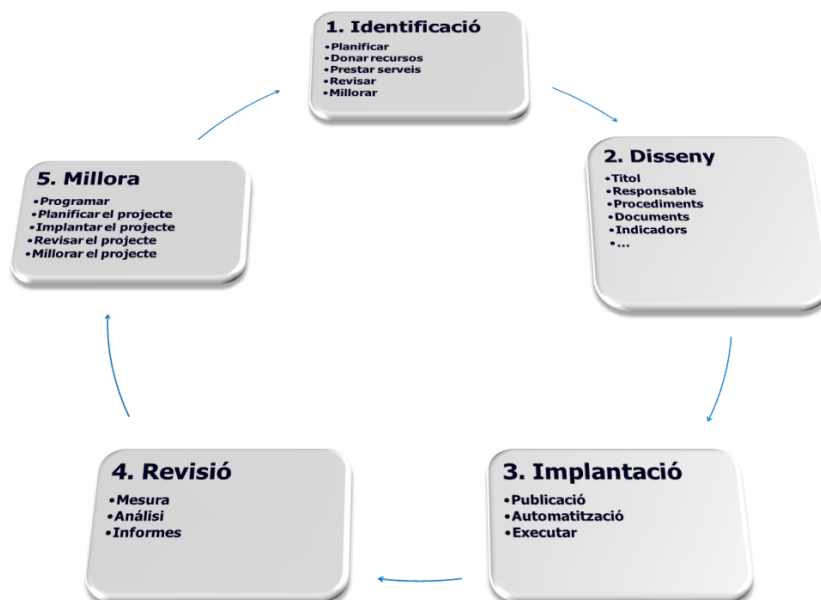 1. Identificació
•Planificar
•Donar recursos
•Prestar serveis
•Revisar
•Millorar
2. Disseny
•Titol
•Responsable
•Procediments
•Documents
•Indicadors
•...
3. Implantació
•Publicació
•Automatització
•Executar
4. Revisió
•Mesura
•Análisi
•Informes
5. Millora
•Programar
•Planificar el projecte
•Implantar el projecte
•Revisar el projecte
•Millorar el projecte